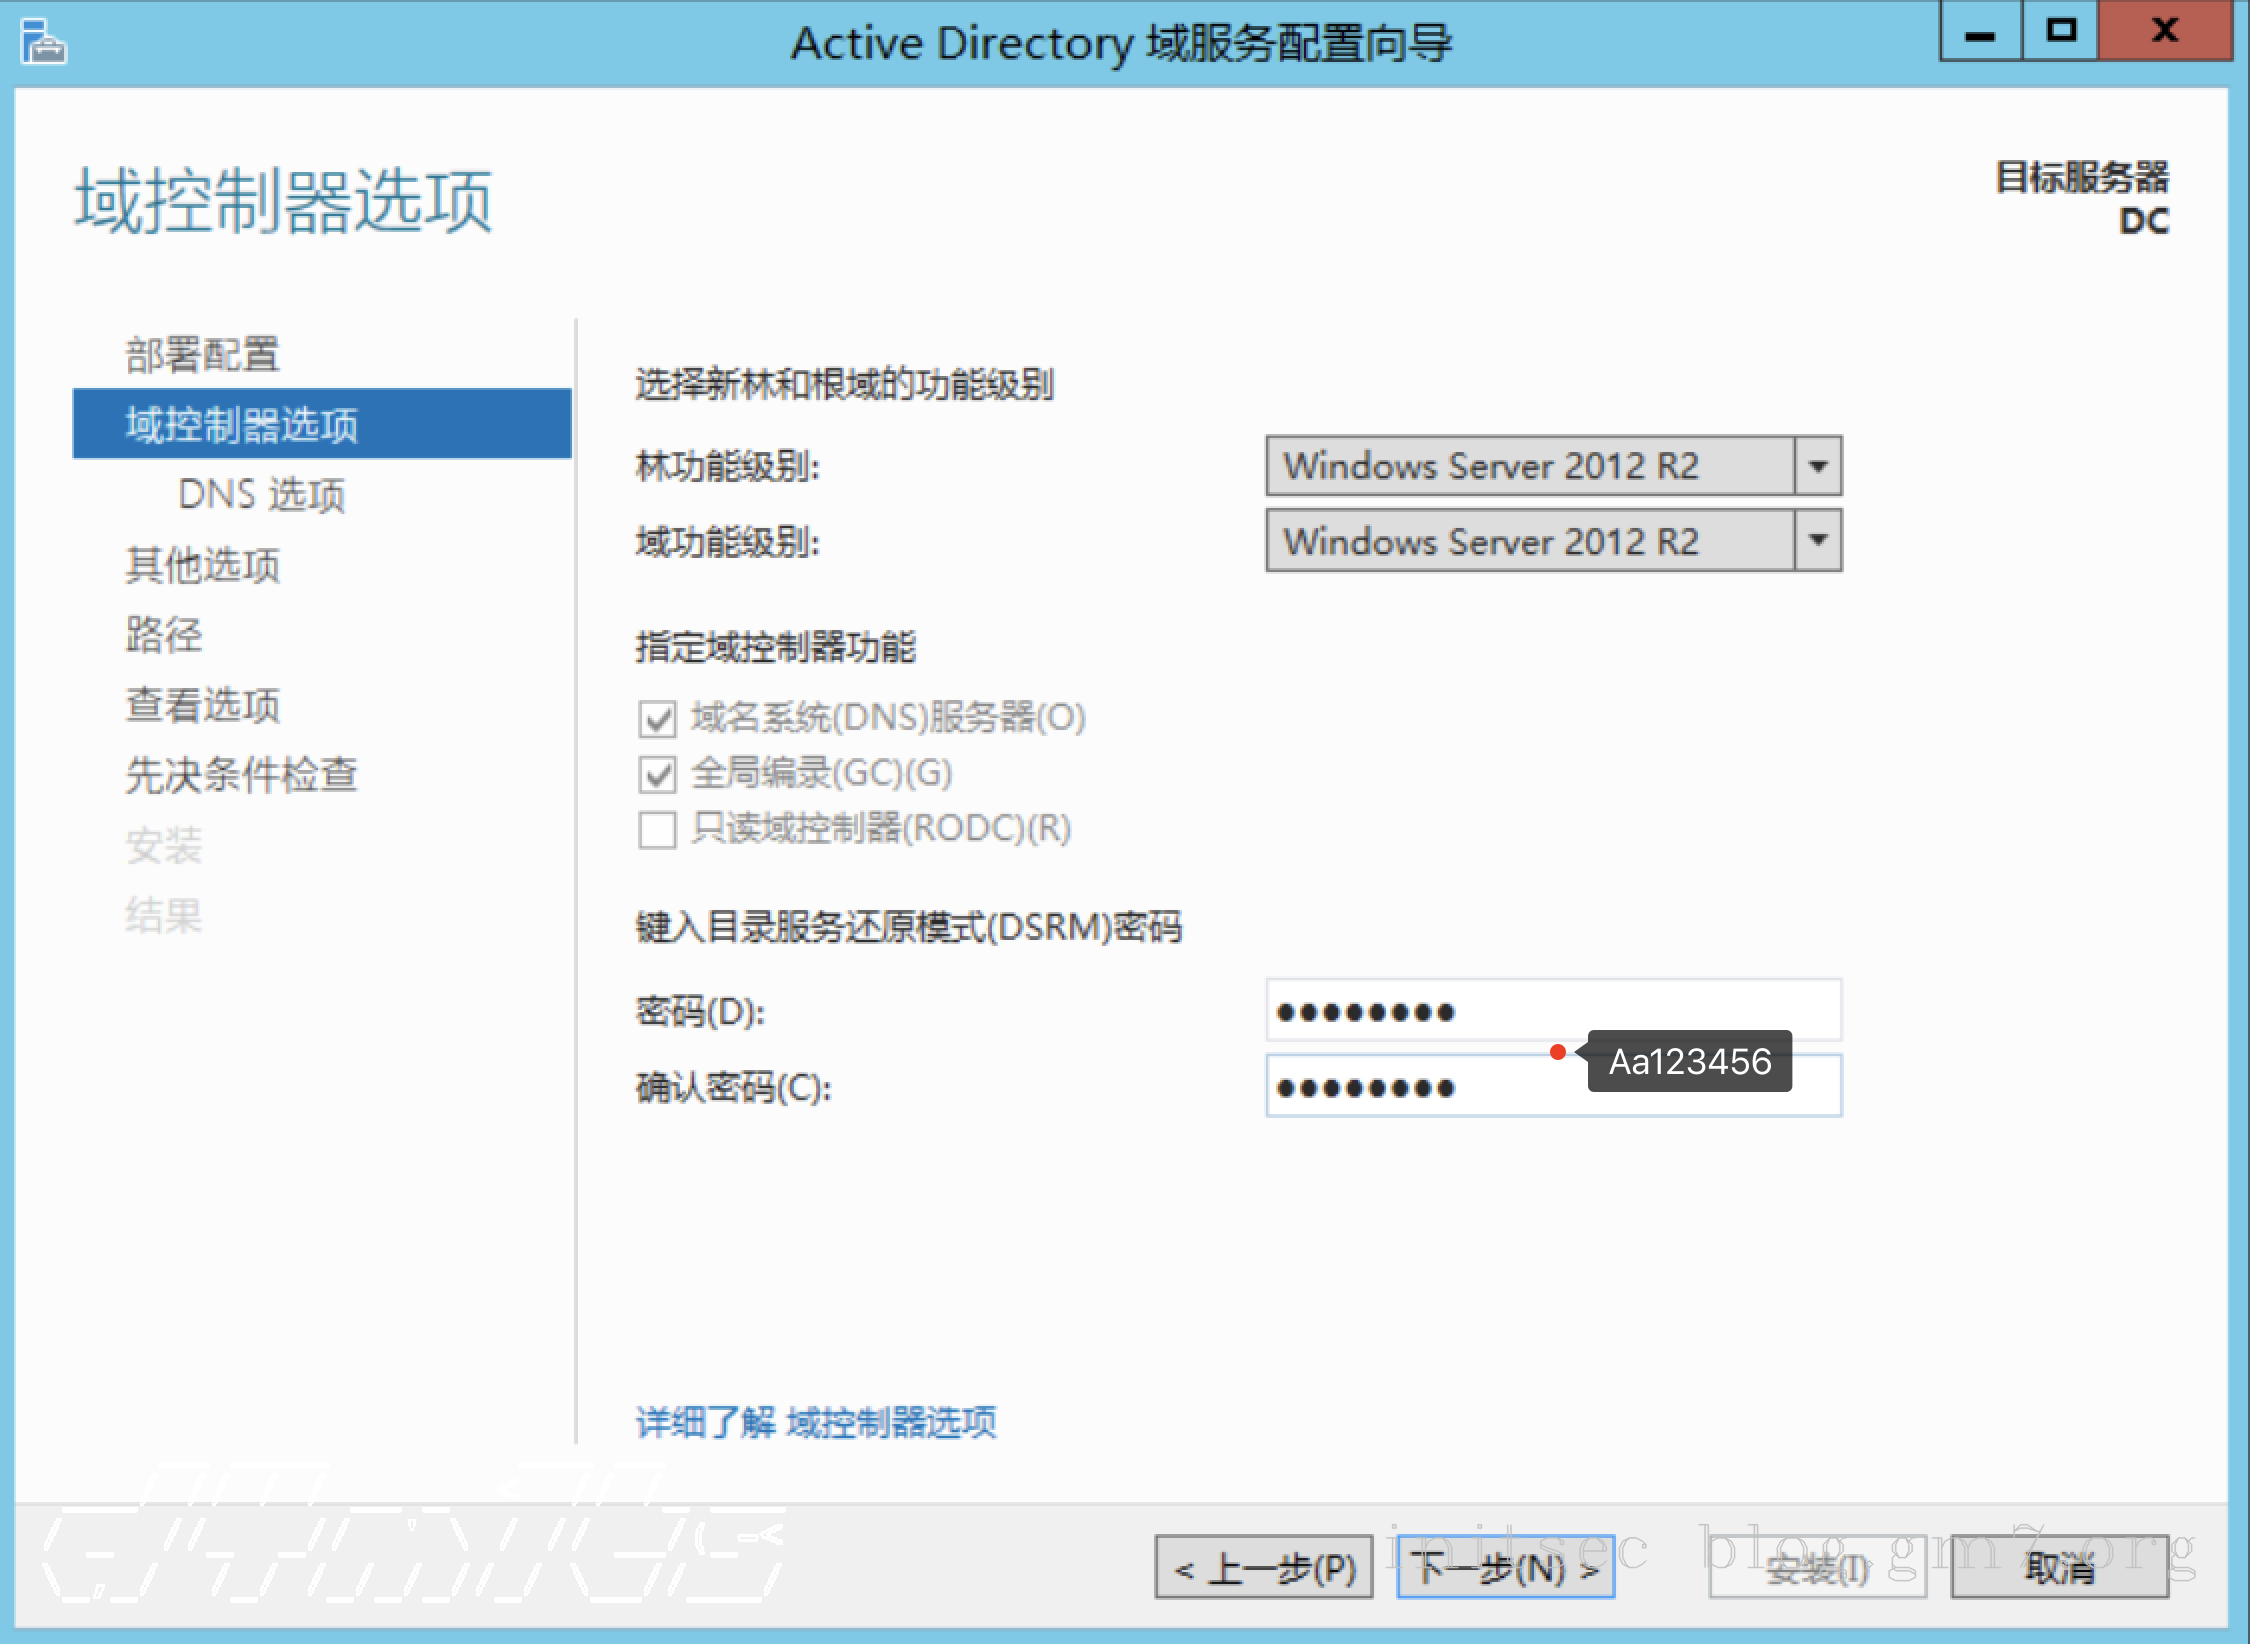 Active Directory 域服务配置向导
域控制器选项
目标服务器
DC
部署配置
域控制器选项
DNS 选项
其他选项
路径
查看选项
先决条件检查
安装
结果
选择新林和根域的功能级别
林功能级别: Windows Server 2012 R2
域功能级别: Windows Server 2012 R2
指定域控制器功能
域名系统(DNS)服务器(O)
全局编录(GC)(G)
只读域控制器(RODC)(R)
键入目录服务还原模式(DSRM)密码
密码(D): ●●●●●●●●
Aa123456
确认密码(C): ●●●●●●●●
详细了解 域控制器选项
< 上一步(P) 下一步(N) > 安装(I) 取消
blog.gm7.org